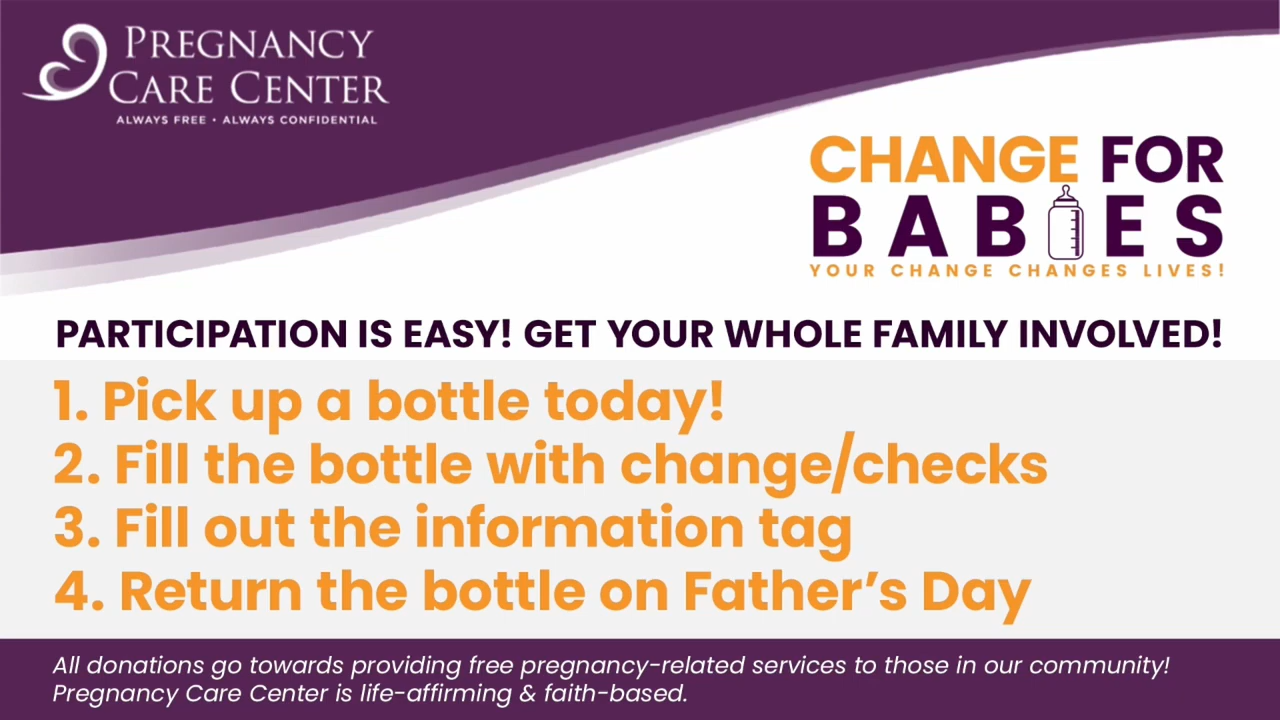 PREGNANCY
CARE CENTER
ALWAYS FREE • ALWAYS CONFIDENTIAL
CHANGE FOR
BABIES
YOUR CHANGE CHANGES LIVES!
PARTICIPATION IS EASY! GET YOUR WHOLE FAMILY INVOLVED!
1. Pick up a bottle today!
2. Fill the bottle with change/checks
3. Fill out the information tag
4. Return the bottle on Father’s Day
All donations go towards providing free pregnancy-related services to those in our community!
Pregnancy Care Center is life-affirming & faith-based.